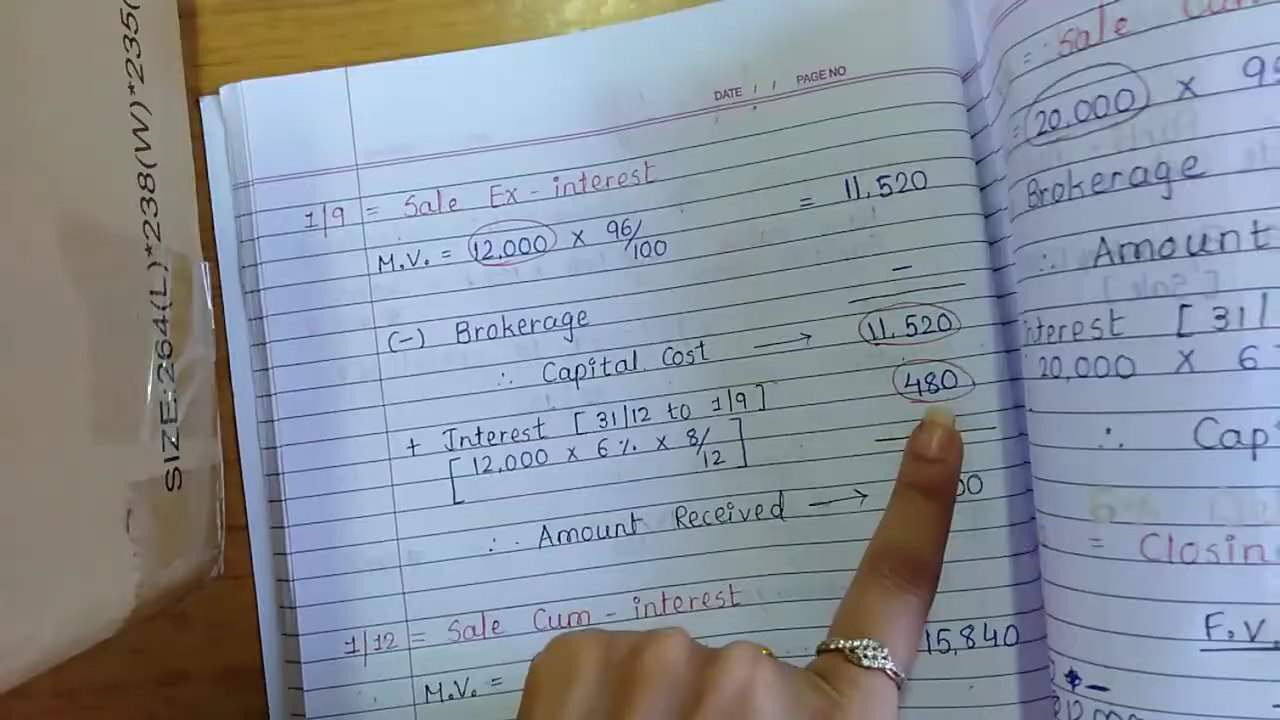 SIZE:264(L)*238(W)*235(
DATE / / PAGE NO
1/9 = Sale Ex - interest
M.V. = 12,000 x 96/100 = 11,520
(-) Brokerage -
∴ Capital Cost → 11,520
+ Interest [31/12 to 1/9] 480
[12,000 x 6% x 8/12]
∴ Amount Received → 00
1/12 = Sale Cum - interest
M.V. = 15,840
= Sale
= 20,000 x
Brokerage
∴ Amount
interest [31/
20,000 x 6
∴ Cap
= Closin
F.V.